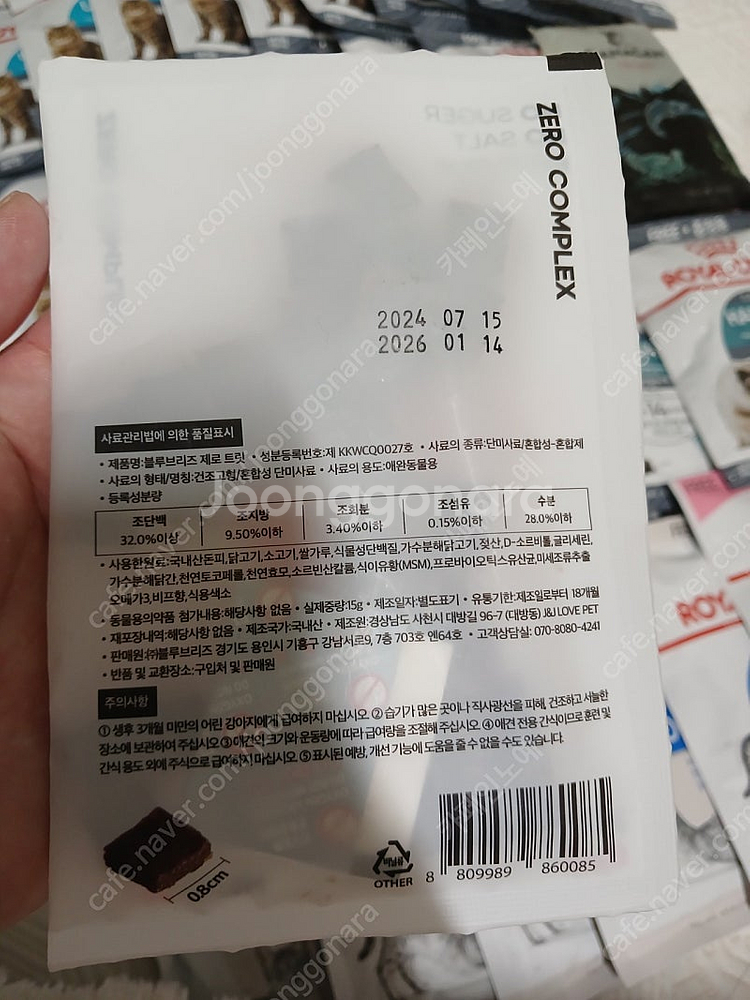 ZERO COMPLEX
2024 07 15
2026 01 14
사료관리법에 의한 품질표시
• 제품명:블루브리즈 제로 트릿 • 성분등록번호:제 KKWCQ0027호 • 사료의 종류:단미사료/혼합성-혼합제
• 사료의 형태/명칭:건조고형/혼합성 단미사료 • 사료의 용도:애완동물용
• 등록성분량
조단백 조지방 조회분 조섬유 수분
32.0%이상 9.50%이하 3.40%이하 0.15%이하 28.0%이하
• 사용한원료:국내산돈피,닭고기,소고기,쌀가루,식물성단백질,가수분해닭고기,젖산,D-소르비톨,글리세린,
가수분해닭간,천연토코페롤,천연효모,소르빈산칼륨,식이유황(MSM),프로바이오틱스유산균,미세조류추출
오메가3,비프향,식용색소
• 동물용의약품 첨가내용:해당사항 없음 • 실제중량:15g • 제조일자:별도표기 • 유통기한:제조일로부터 18개월
• 재포장내역:해당사항 없음 • 제조국가:국내산 • 제조원:경상남도 사천시 대방길 96-7 (대방동) J&J LOVE PET
• 판매원:㈜블루브리즈 경기도 용인시 기흥구 강남서로9, 7층 703호 엔64호 • 고객상담실: 070-8080-4241
• 반품 및 교환장소:구입처 및 판매원
주의사항
① 생후 3개월 미만의 어린 강아지에게 급여하지 마십시오. ② 습기가 많은 곳이나 직사광선을 피해, 건조하고 서늘한
장소에 보관하여 주십시오 ③ 애견의 크기와 운동량에 따라 급여량을 조절해 주십시오. ④ 애견 전용 간식이므로 훈련 및
간식 용도 외에 주식으로 급여하지 마십시오. ⑤ 표시된 예방, 개선 기능에 도움을 줄 수 없을 수도 있습니다.
0.8cm
비닐류
OTHER
8 809989 860085
Joonggonara
cafe.naver.com/joonggonara
카페인노예
ROYAL
ROY